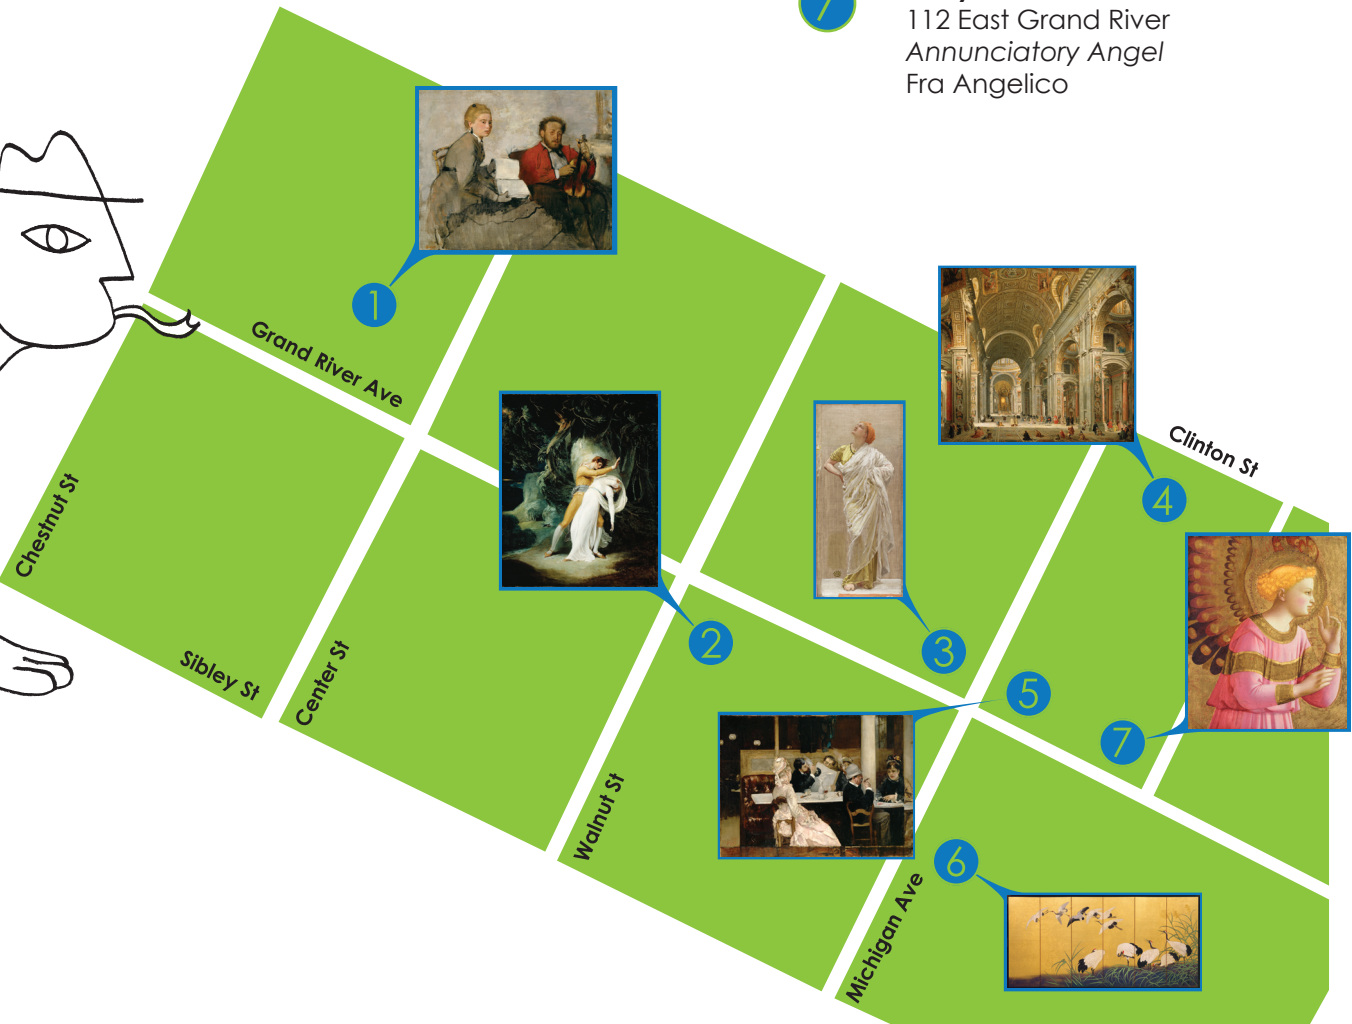 7
112 East Grand River
Annunciatory Angel
Fra Angelico
1
Grand River Ave
Clinton St
4
Chestnut St
2
3
5
7
Sibley St
Center St
Walnut St
6
Michigan Ave